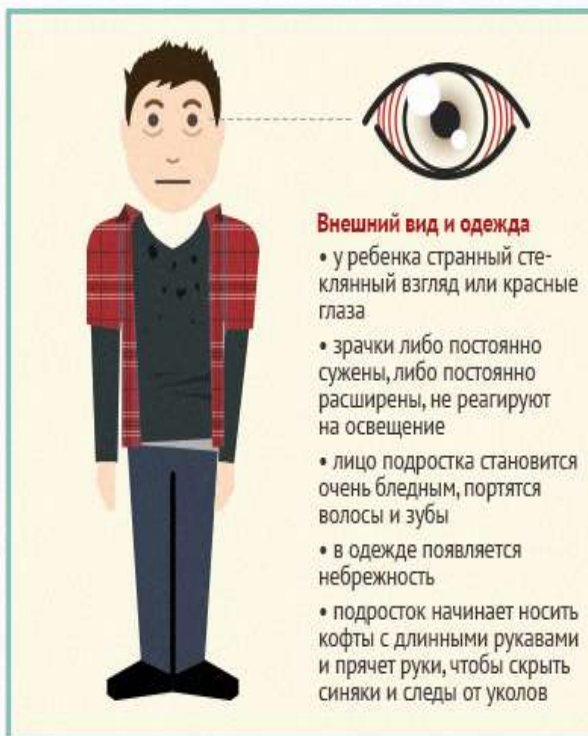 Внешний вид и одежда
• у ребенка странный сте-
клянный взгляд или красные
глаза
• зрачки либо постоянно
сужены, либо постоянно
расширены, не реагируют
на освещение
• лицо подростка становится
очень бледным, портятся
волосы и зубы
• в одежде появляется
небрежность
• подросток начинает носить
кофты с длинными рукавами
и прячет руки, чтобы скрыть
синяки и следы от уколов